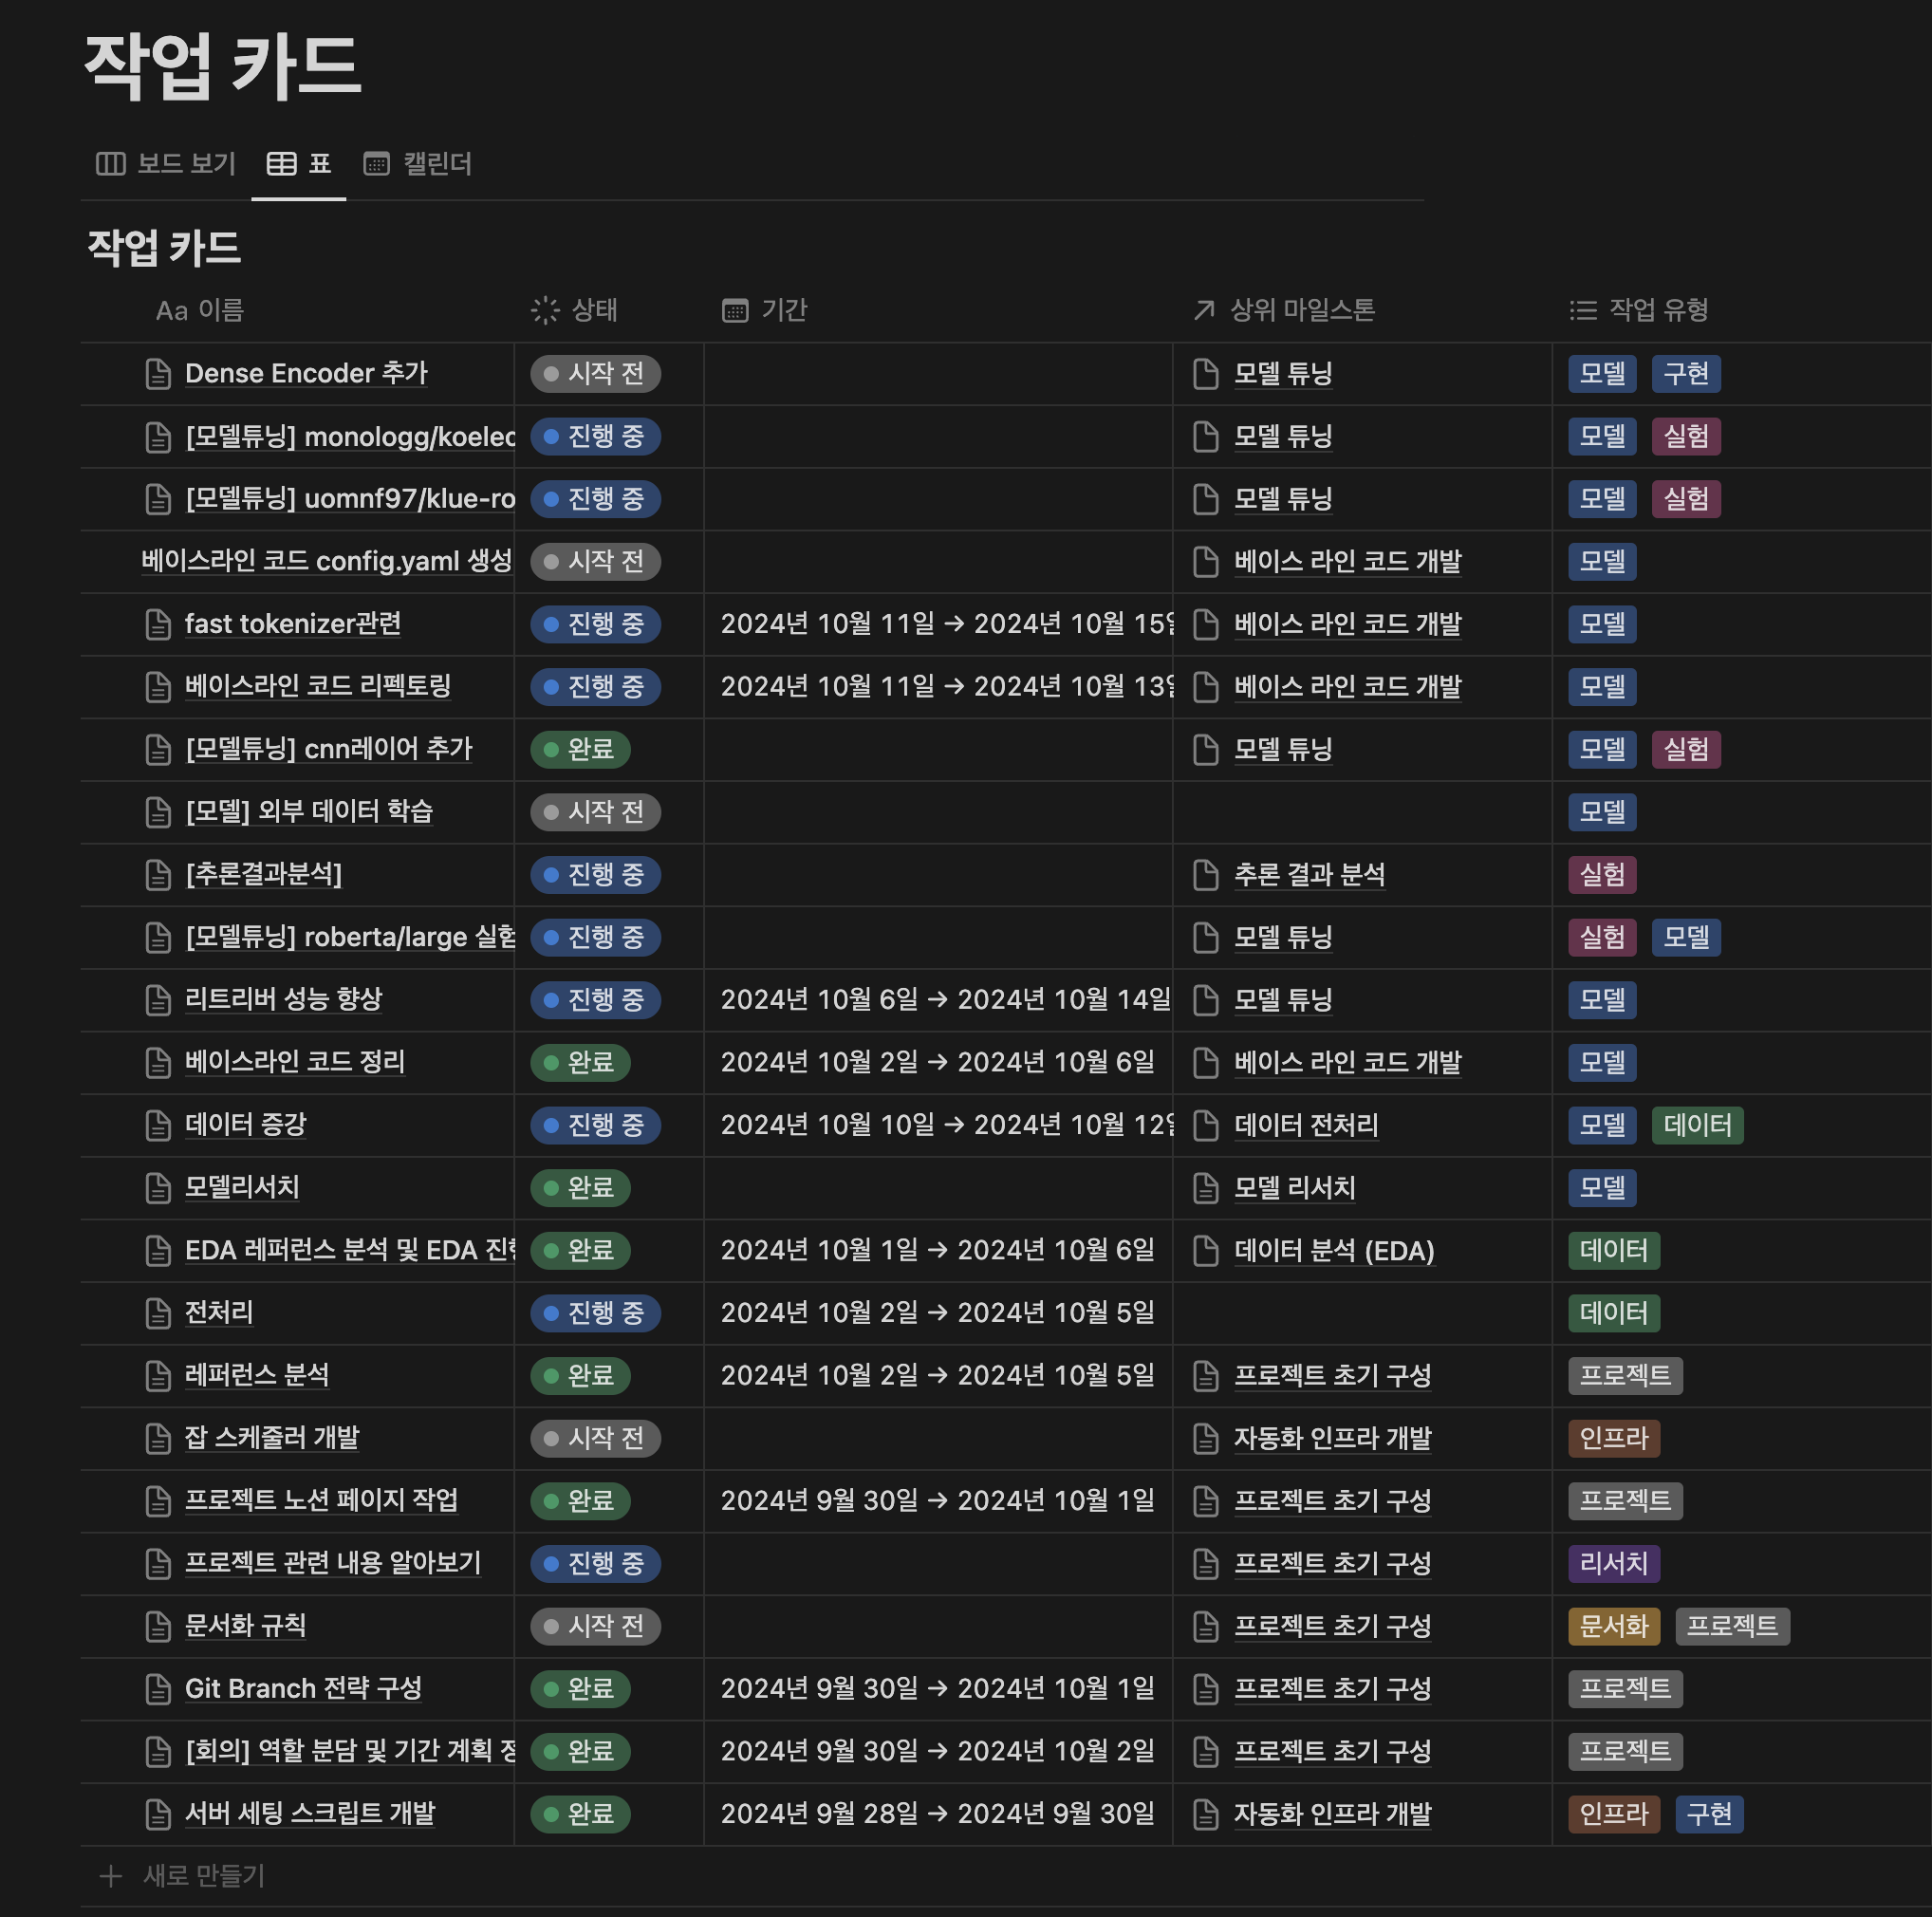 작업 카드
보드 보기 표 캘린더
작업 카드
Aa 이름 상태 기간 상위 마일스톤 작업 유형
Dense Encoder 추가 시작 전 모델 튜닝 모델 구현
[모델튜닝] monologg/koelec 진행 중 모델 튜닝 모델 실험
[모델튜닝] uomnf97/klue-ro 진행 중 모델 튜닝 모델 실험
베이스라인 코드 config.yaml 생성 시작 전 베이스 라인 코드 개발 모델
fast tokenizer관련 진행 중 2024년 10월 11일 → 2024년 10월 15일 베이스 라인 코드 개발 모델
베이스라인 코드 리펙토링 진행 중 2024년 10월 11일 → 2024년 10월 13일 베이스 라인 코드 개발 모델
[모델튜닝] cnn레이어 추가 완료 모델 튜닝 모델 실험
[모델] 외부 데이터 학습 시작 전 모델
[추론결과분석] 진행 중 추론 결과 분석 실험
[모델튜닝] roberta/large 실험 진행 중 모델 튜닝 실험 모델
리트리버 성능 향상 진행 중 2024년 10월 6일 → 2024년 10월 14일 모델 튜닝 모델
베이스라인 코드 정리 완료 2024년 10월 2일 → 2024년 10월 6일 베이스 라인 코드 개발 모델
데이터 증강 진행 중 2024년 10월 10일 → 2024년 10월 12일 데이터 전처리 모델 데이터
모델리서치 완료 모델 리서치 모델
EDA 레퍼런스 분석 및 EDA 진행 완료 2024년 10월 1일 → 2024년 10월 6일 데이터 분석 (EDA) 데이터
전처리 진행 중 2024년 10월 2일 → 2024년 10월 5일 데이터
레퍼런스 분석 완료 2024년 10월 2일 → 2024년 10월 5일 프로젝트 초기 구성 프로젝트
잡 스케줄러 개발 시작 전 자동화 인프라 개발 인프라
프로젝트 노션 페이지 작업 완료 2024년 9월 30일 → 2024년 10월 1일 프로젝트 초기 구성 프로젝트
프로젝트 관련 내용 알아보기 진행 중 프로젝트 초기 구성 리서치
문서화 규칙 시작 전 프로젝트 초기 구성 문서화 프로젝트
Git Branch 전략 구성 완료 2024년 9월 30일 → 2024년 10월 1일 프로젝트 초기 구성 프로젝트
[회의] 역할 분담 및 기간 계획 완료 2024년 9월 30일 → 2024년 10월 2일 프로젝트 초기 구성 프로젝트
서버 세팅 스크립트 개발 완료 2024년 9월 28일 → 2024년 9월 30일 자동화 인프라 개발 인프라 구현
+ 새로 만들기